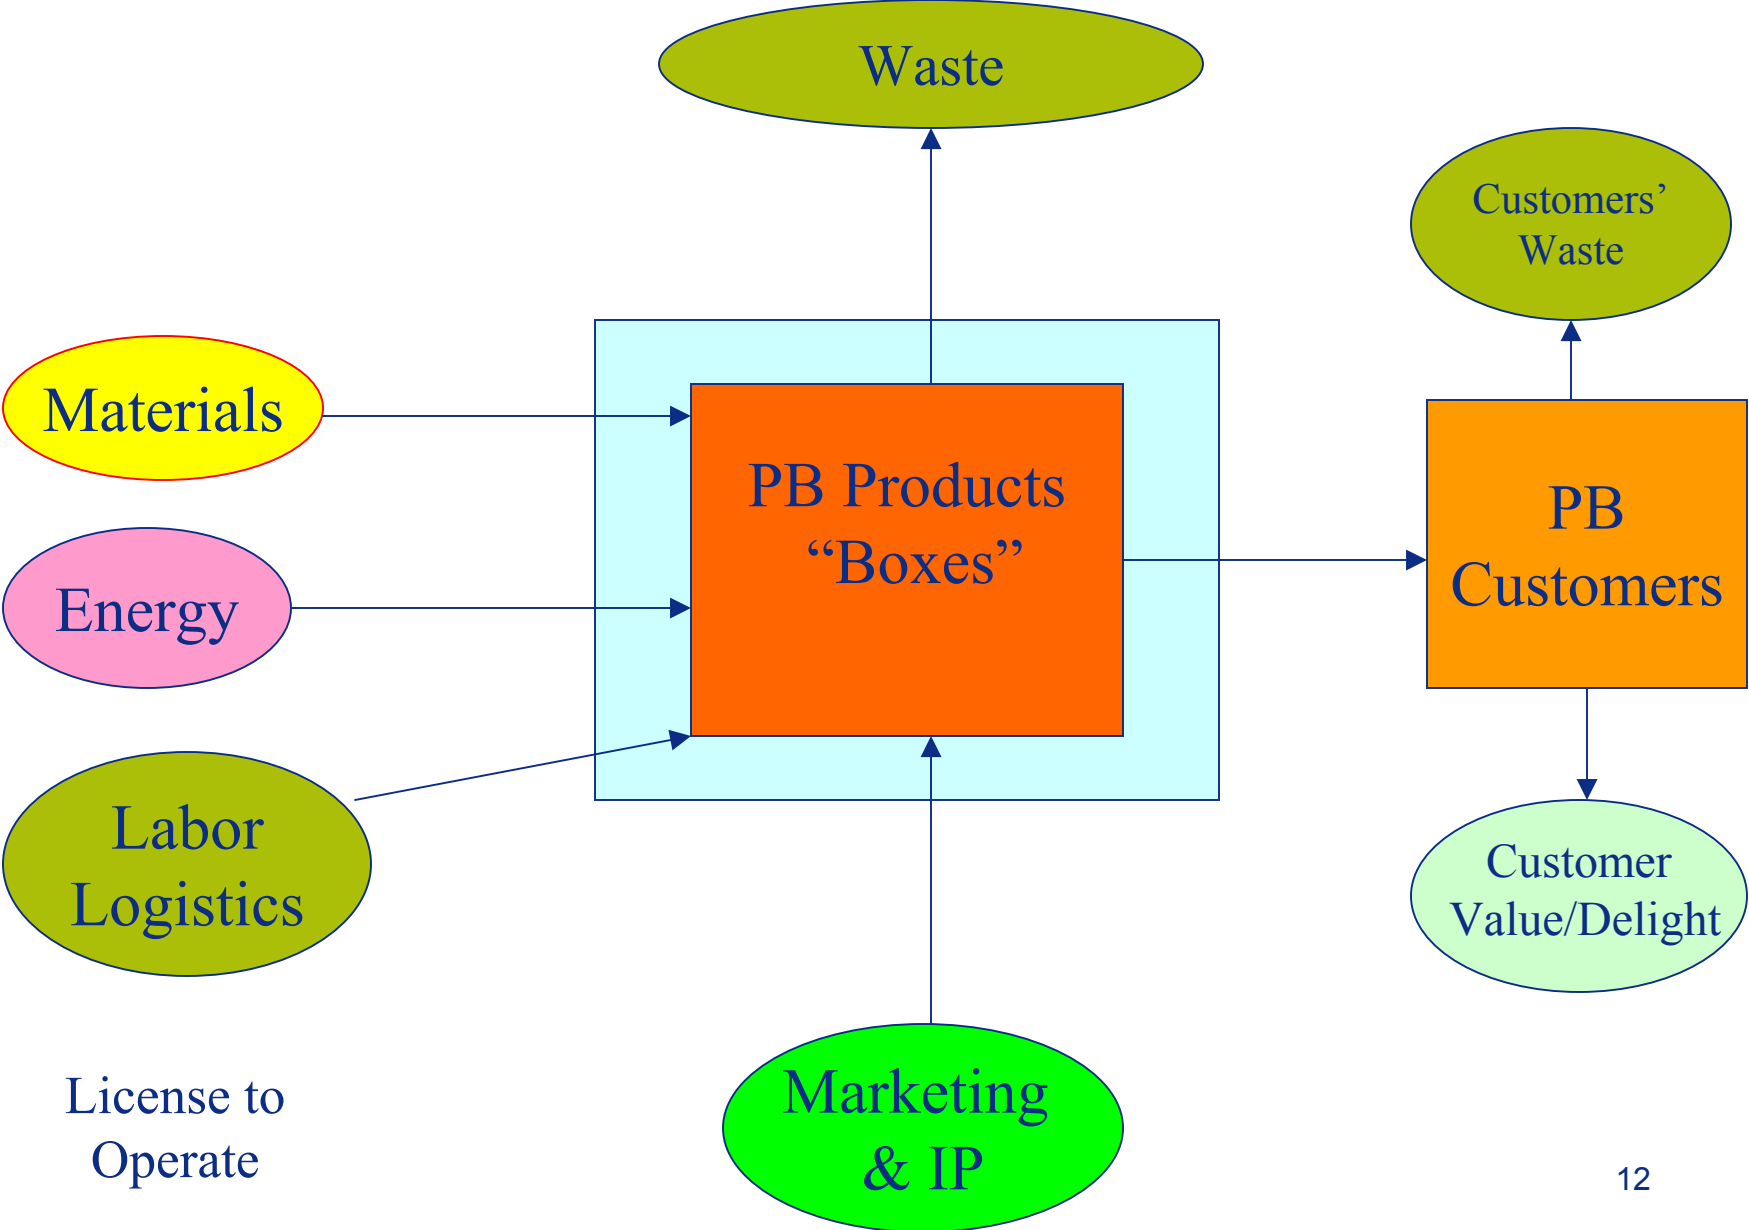 Waste
Customers’
Waste
Materials
PB Products
“Boxes”
PB
Customers
Energy
Labor
Logistics
Customer
Value/Delight
Marketing
& IP
License to
Operate
12